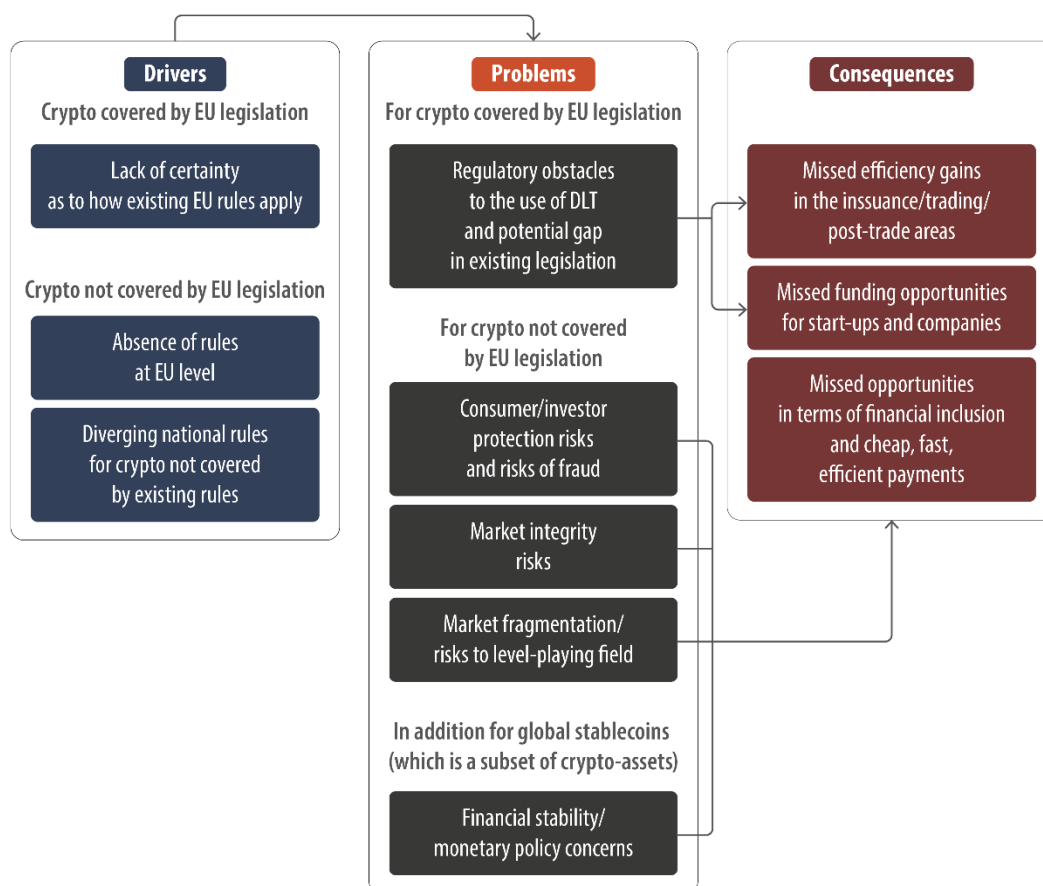 Drivers
Crypto covered by EU legislation
Lack of certainty
as to how existing EU rules apply
Crypto not covered by EU legislation
Absence of rules
at EU level
Diverging national rules
for crypto not covered
by existing rules
Problems
For crypto covered by EU legislation
Regulatory obstacles
to the use of DLT
and potential gap
in existing legislation
For crypto not covered
by EU legislation
Consumer/investor
protection risks
and risks of fraud
Market integrity
risks
Market fragmentation/
risks to level-playing field
In addition for global stablecoins
(which is a subset of crypto-assets)
Financial stability/
monetary policy concerns
Consequences
Missed efficiency gains
in the inssuance/trading/
post-trade areas
Missed funding opportunities
for start-ups and companies
Missed opportunities
in terms of financial inclusion
and cheap, fast,
efficient payments